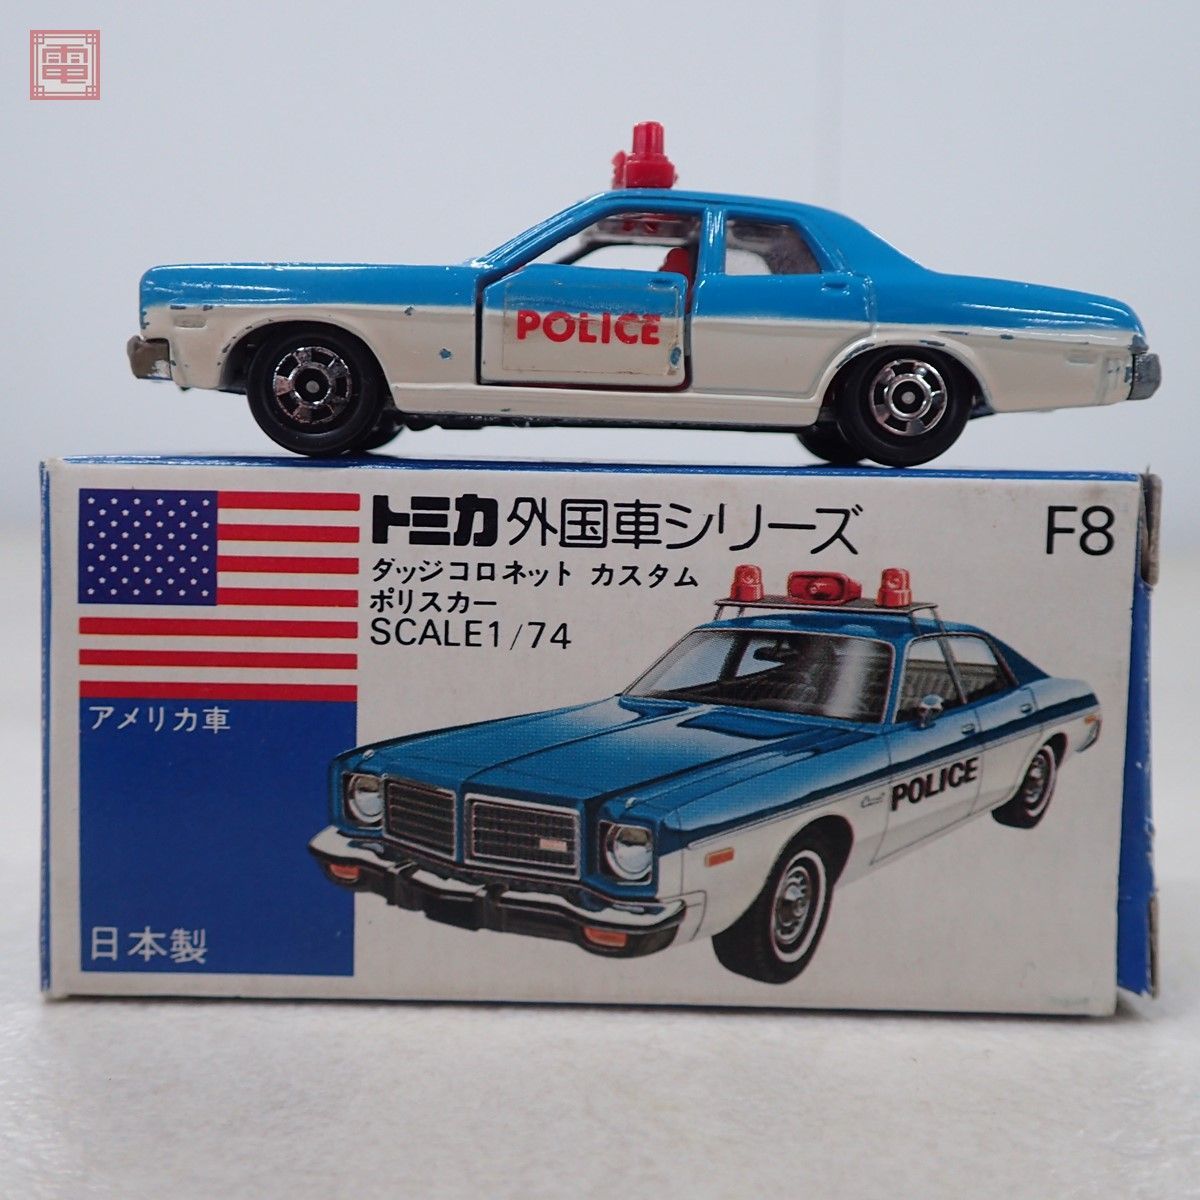 電
POLICE
トミカ 外国車シリーズ
F8
ダッジコロネット カスタム
ポリスカー
SCALE1/74
アメリカ車
POLICE
日本製